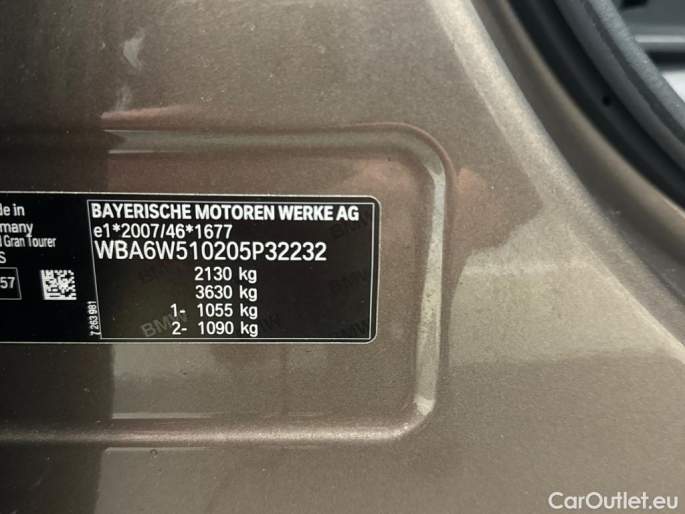 de in
many
Gran Tourer
S
57
7 263 981
BAYERISCHE MOTOREN WERKE AG
e1*2007/46*1677
WBA6W510205P32232
2130 kg
3630 kg
1- 1055 kg
2- 1090 kg
BMW
CarOutlet.eu